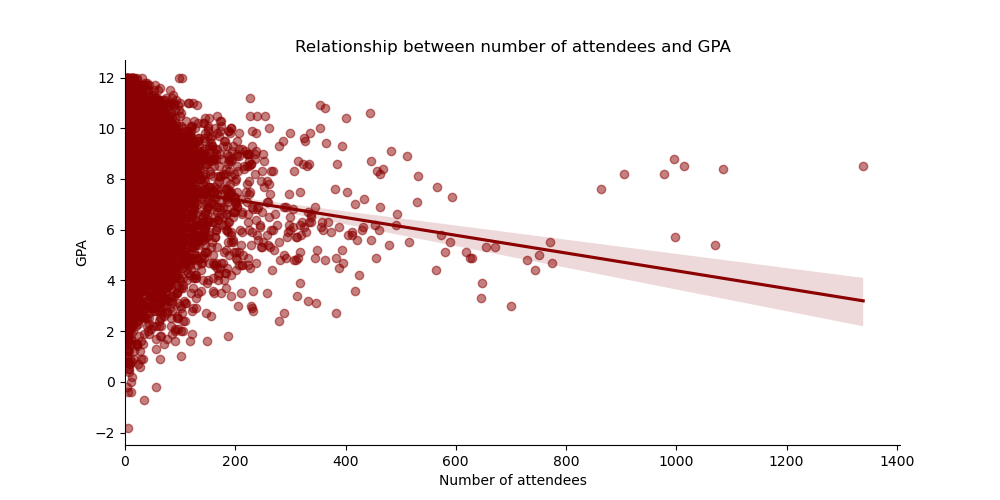 Relationship between number of attendees and GPA
12
10
8
6
4
2
0
−2
GPA
0 200 400 600 800 1000 1200 1400
Number of attendees